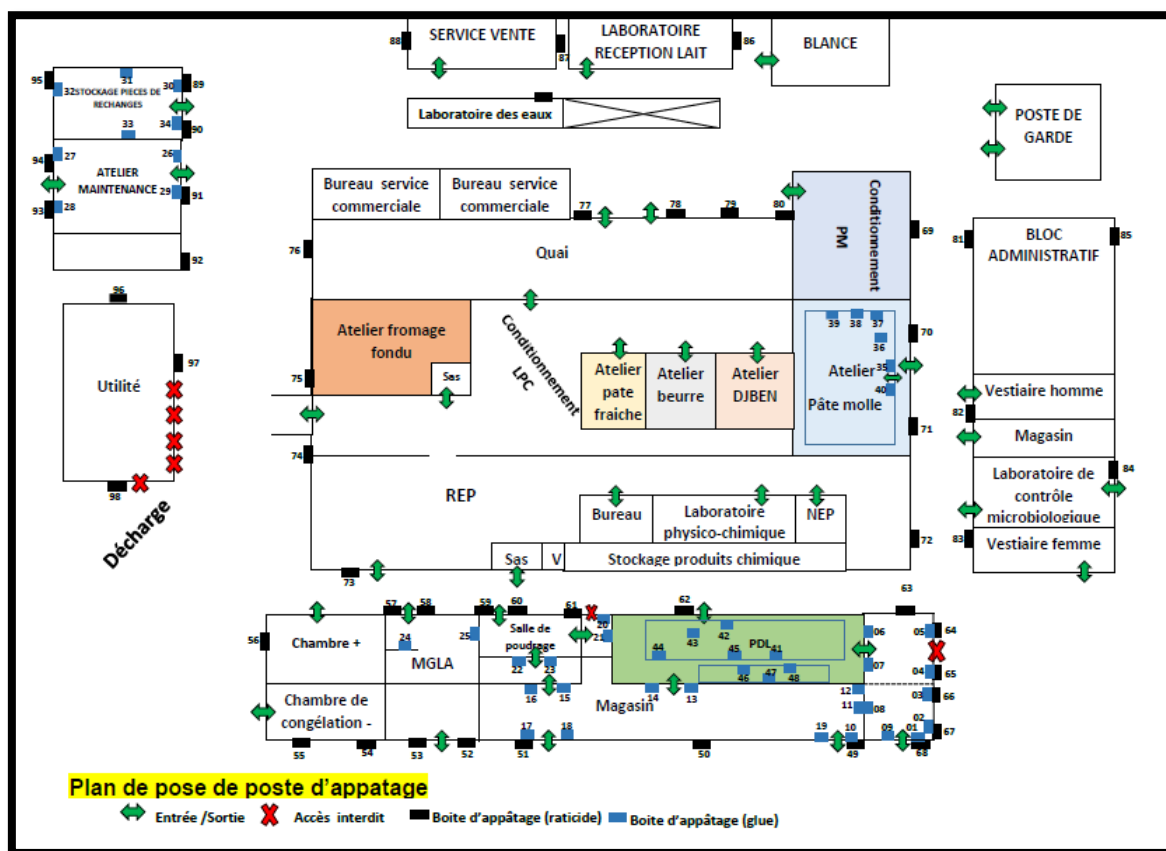 88
SERVICE VENTE
87
LABORATOIRE
RECEPTION LAIT
86
BLANCE
95
31
89
32
30
STOCKAGE PIECES DE
RECHANGES
33
34
90
Laboratoire des eaux
POSTE DE
GARDE
94
27
26
ATELIER
MAINTENANCE
29
91
93
28
92
Bureau service
commerciale
Bureau service
commerciale
77
78
79
80
Conditionnement
PM
69
76
Quai
81
BLOC
ADMINISTRATIF
85
96
97
Utilité
98
Décharge
Atelier fromage
fondu
Sas
75
74
Conditionnement
LPC
Atelier
pate
fraiche
Atelier
beurre
Atelier
DJBEN
39
38
37
36
35
40
Atelier
Pâte molle
70
71
Vestiaire homme
82
Magasin
84
Laboratoire de
contrôle
microbiologique
83
Vestiaire femme
REP
Bureau
Laboratoire
physico-chimique
NEP
72
Sas
V
Stockage produits chimique
73
57
58
59
60
61
62
63
56
Chambre +
24
25
Salle de
poudrage
20
21
42
43
PDL
44
45
41
06
05
64
MGLA
22
23
46
47
48
07
04
65
Chambre de
congélation -
16
15
Magasin
14
13
12
11
08
03
66
02
67
17
18
19
10
09
01
55
54
53
52
51
50
49
68
Plan de pose de poste d'appatage
Entrée /Sortie
Accès interdit
Boite d'appâtage (raticide)
Boite d'appâtage (glue)